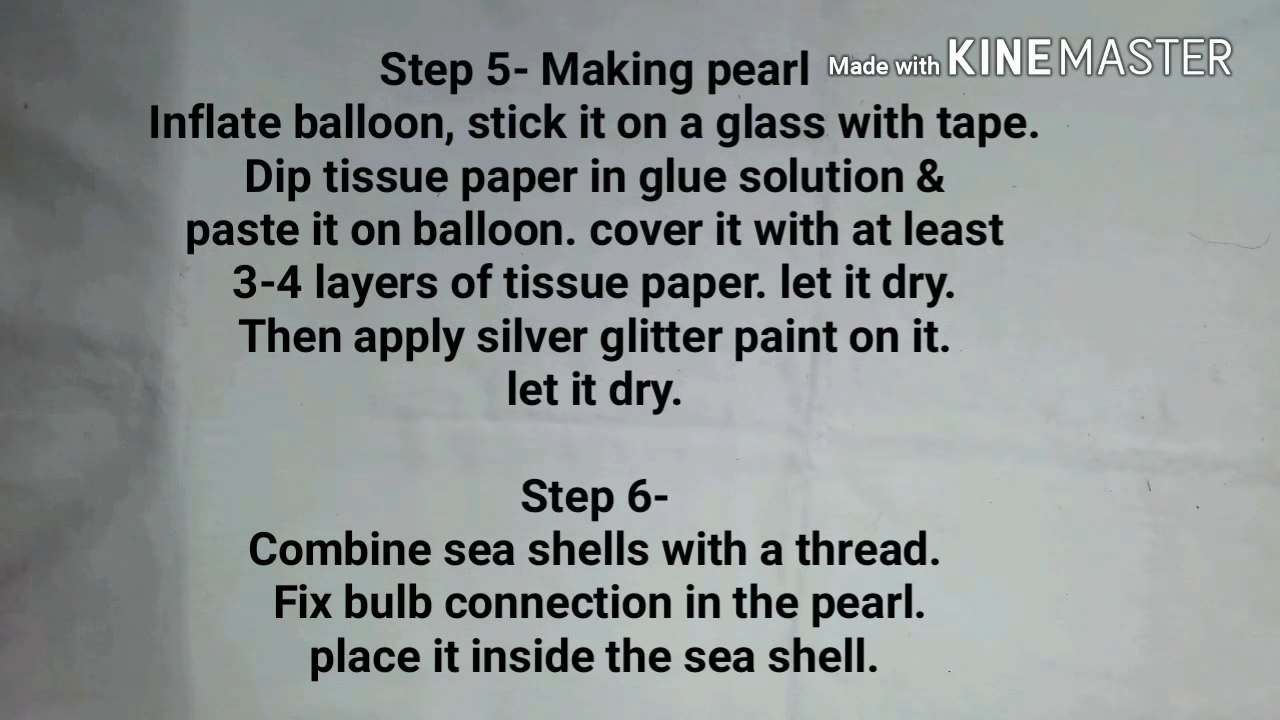 Step 5- Making pearl
Made with KINEMASTER
Inflate balloon, stick it on a glass with tape.
Dip tissue paper in glue solution &
paste it on balloon. cover it with at least
3-4 layers of tissue paper. let it dry.
Then apply silver glitter paint on it.
let it dry.
Step 6-
Combine sea shells with a thread.
Fix bulb connection in the pearl.
place it inside the sea shell.